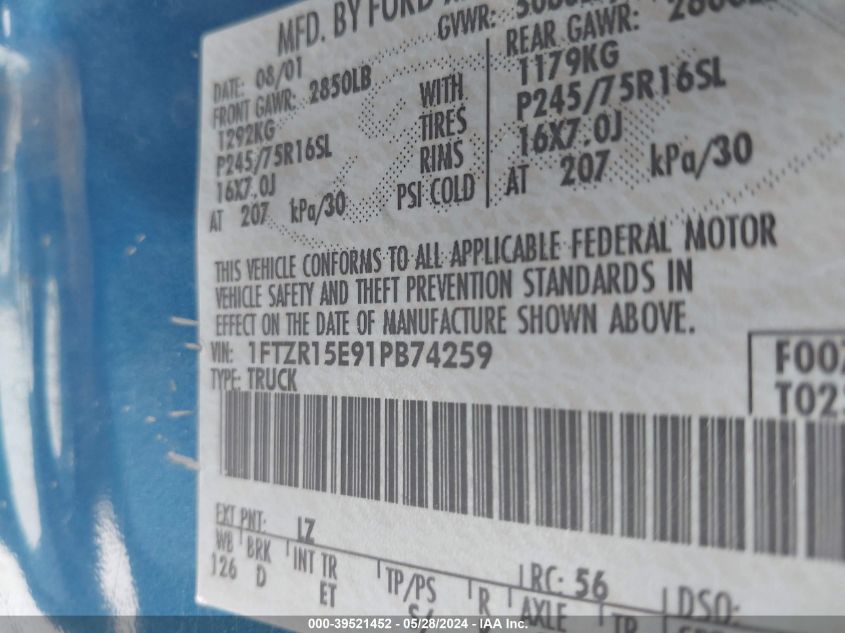 MFD. BY FORD
DATE: 08/01 GVWR:
FRONT GAWR: 2850LB WITH REAR GAWR:
1292KG TIRES 1179KG
P245/75R16SL RIMS P245/75R16SL
16X7.0J PSI COLD 16X7.0J
AT 207 kPa/30 AT 207 kPa/30
THIS VEHICLE CONFORMS TO ALL APPLICABLE FEDERAL MOTOR
VEHICLE SAFETY AND THEFT PREVENTION STANDARDS IN
EFFECT ON THE DATE OF MANUFACTURE SHOWN ABOVE.
VIN: 1FTZR15E91PB74259
TYPE: TRUCK
F00
T02
EXT PNT: LZ
WB BRK INT TR TP/PS R AXLE TR
126 D ET
RC: 56 DSO:
000-39521452 - 05/28/2024 - IAA Inc.